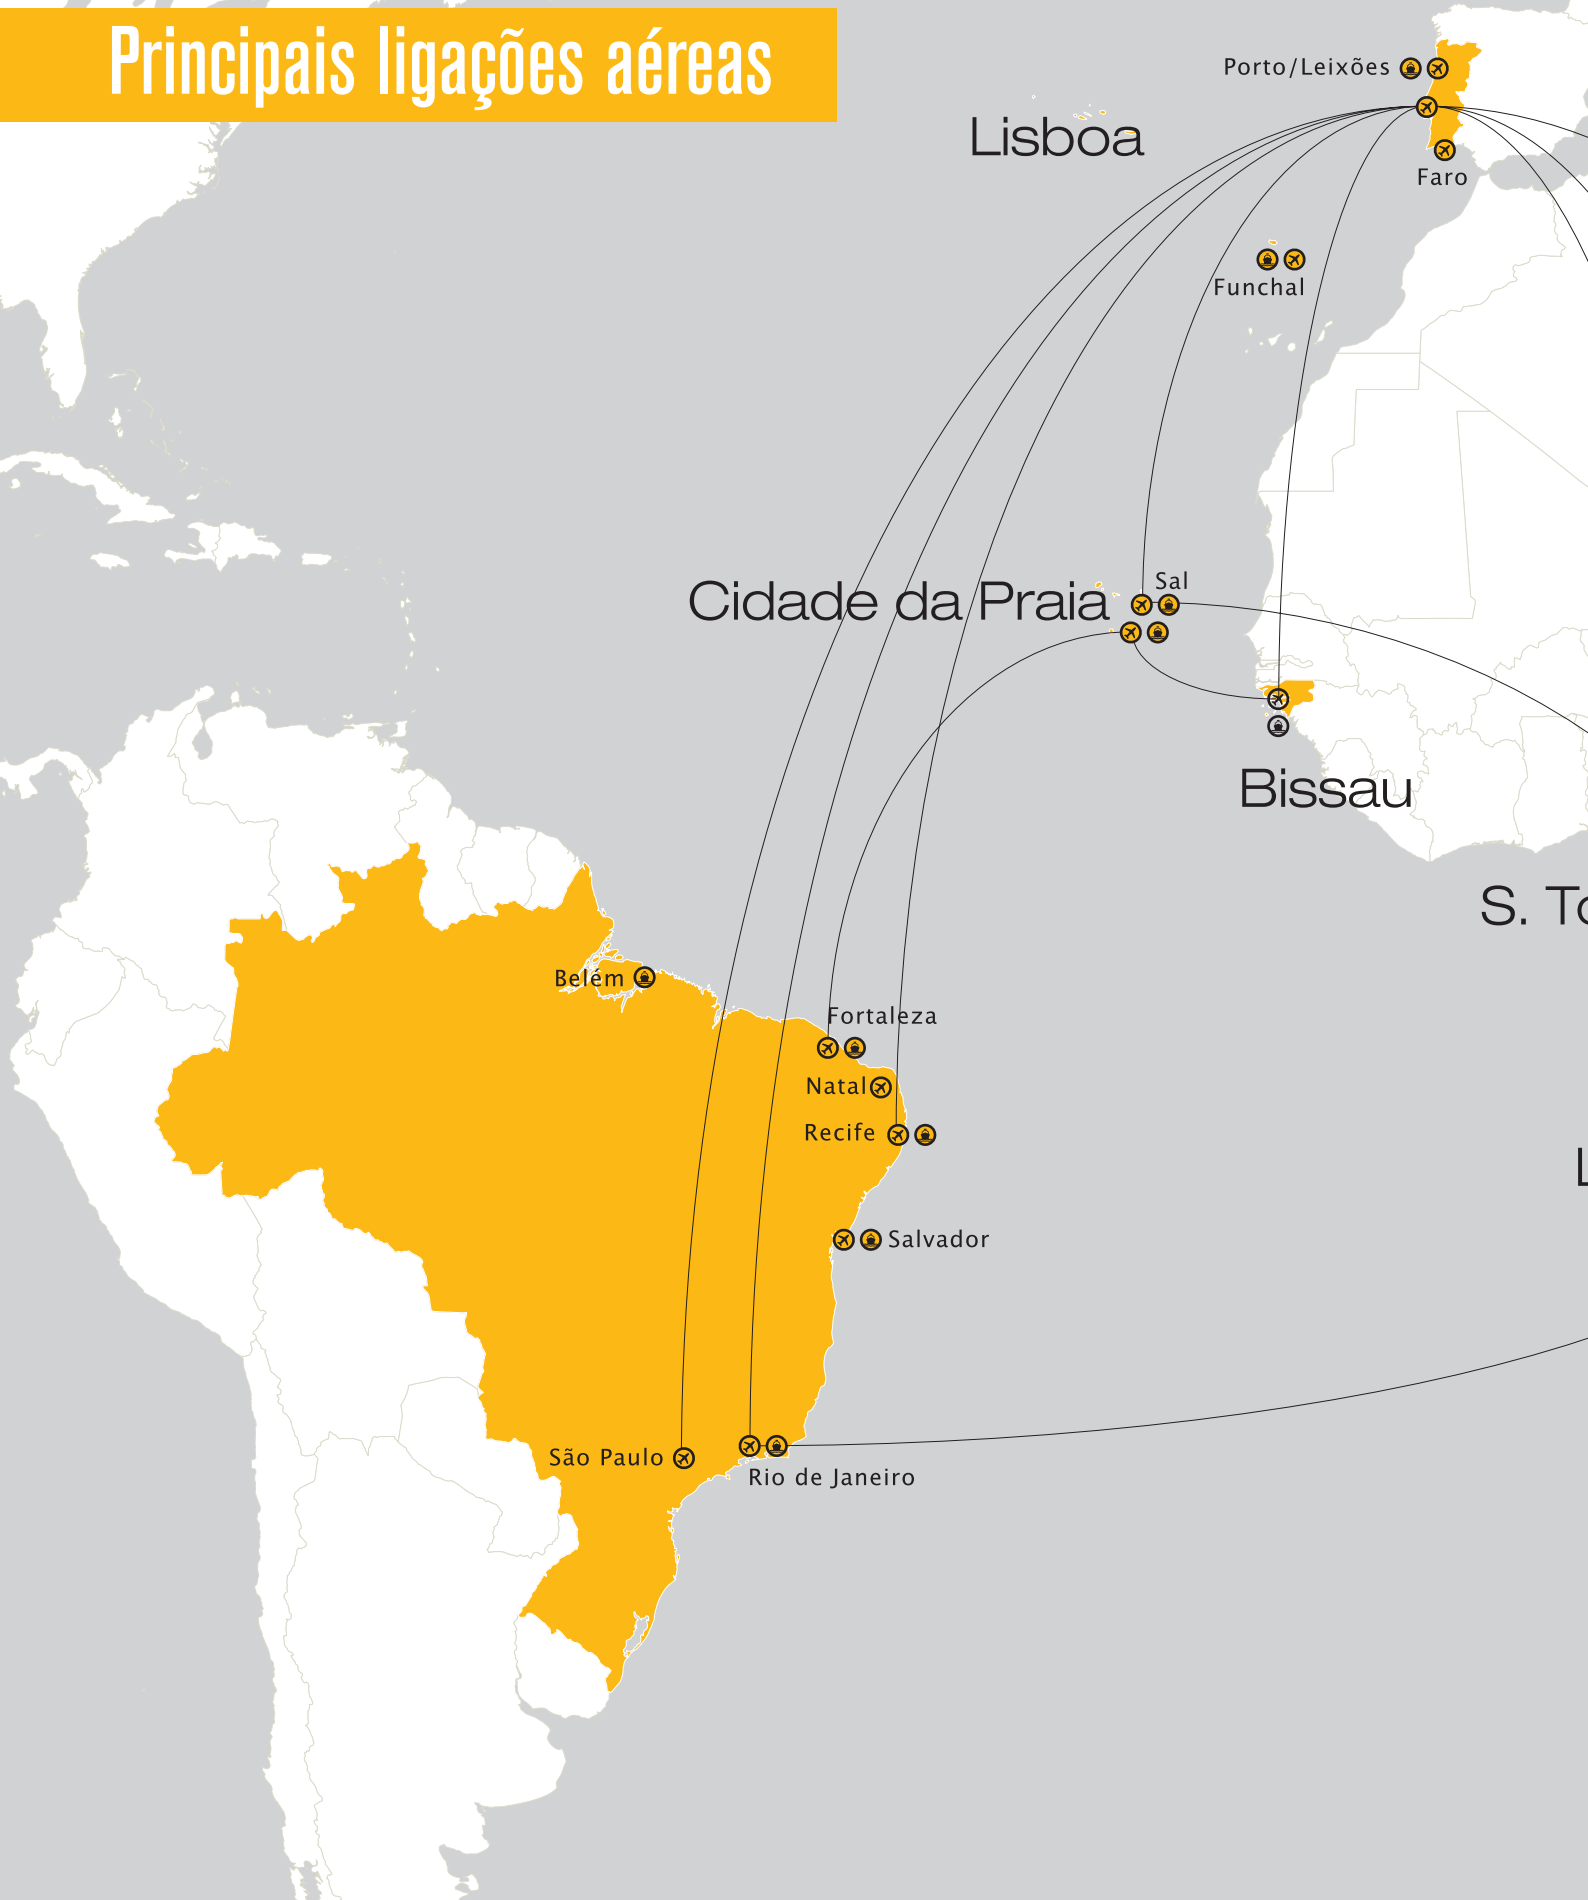 Principais ligações aéreas
Porto/Leixões
Lisboa
Faro
Funchal
Sal
Cidade da Praia
Bissau
S. To
Belém
Fortaleza
Natal
Recife
L
Salvador
São Paulo
Rio de Janeiro